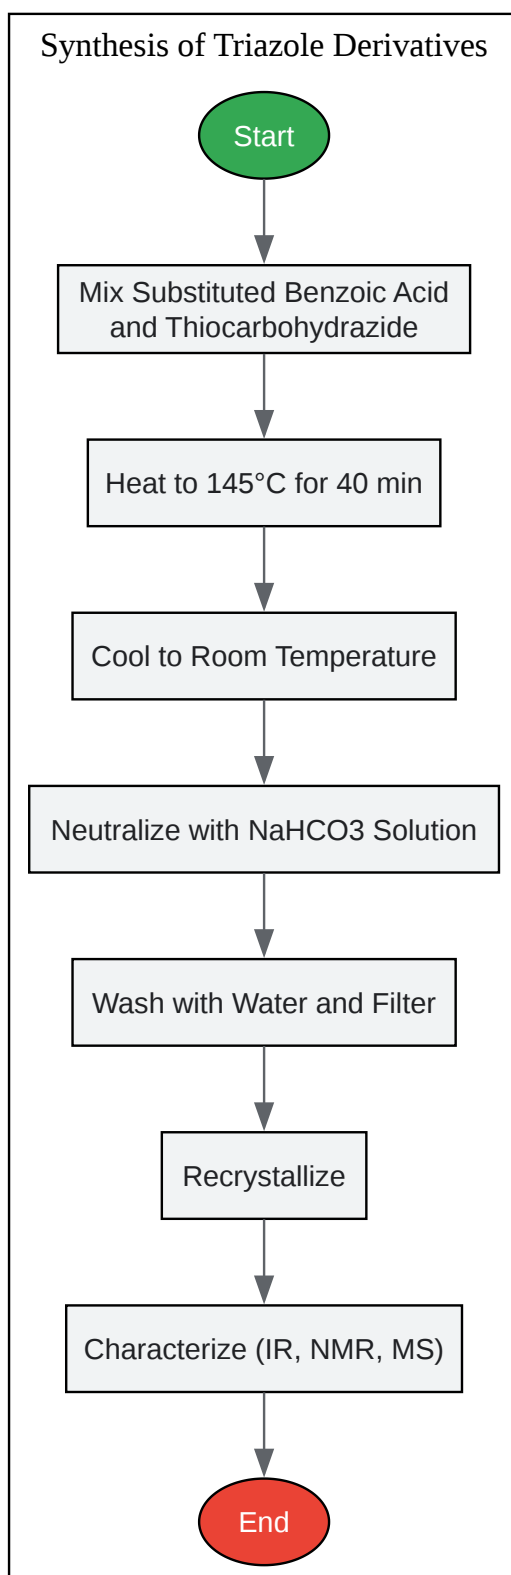 Synthesis of Triazole Derivatives
Start
Mix Substituted Benzoic Acid
and Thiocarbohydrazide
Heat to 145°C for 40 min
Cool to Room Temperature
Neutralize with NaHCO3 Solution
Wash with Water and Filter
Recrystallize
Characterize (IR, NMR, MS)
End